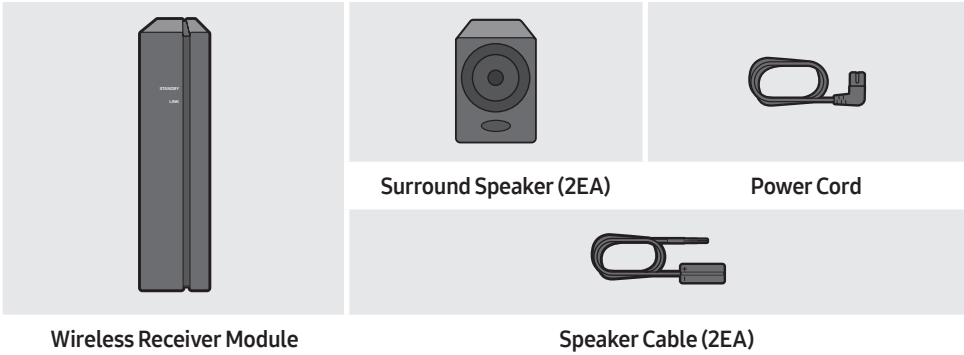 STANDBY
LINK
Surround Speaker (2EA)
Power Cord
Wireless Receiver Module
Speaker Cable (2EA)